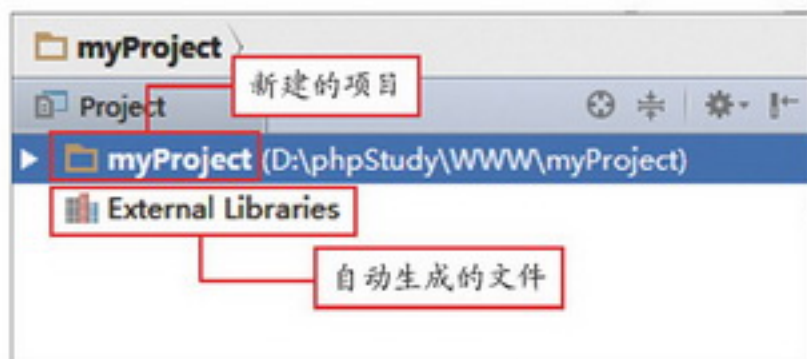 myProject
新建的项目
Project
myProject (D:\phpStudy\WWW\myProject)
External Libraries
自动生成的文件